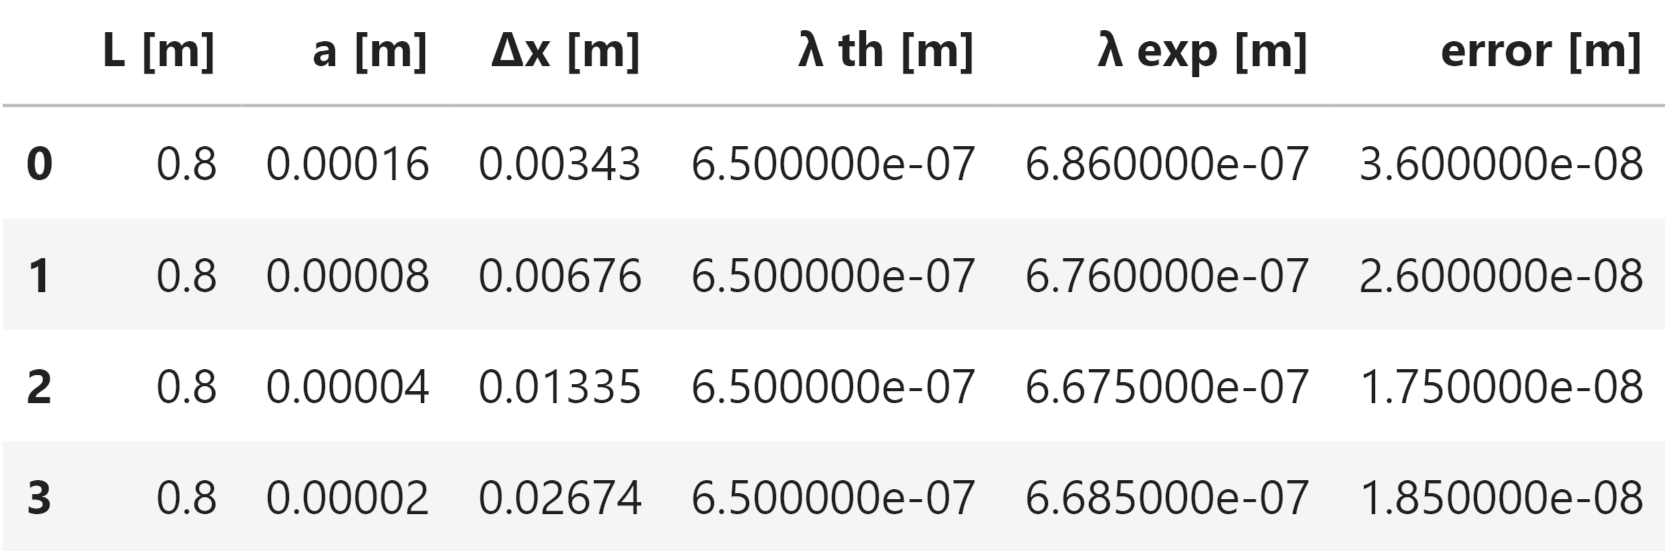 L [m] a [m] Δx [m] λ th [m] λ exp [m] error [m]
0 0.8 0.00016 0.00343 6.500000e-07 6.860000e-07 3.600000e-08
1 0.8 0.00008 0.00676 6.500000e-07 6.760000e-07 2.600000e-08
2 0.8 0.00004 0.01335 6.500000e-07 6.675000e-07 1.750000e-08
3 0.8 0.00002 0.02674 6.500000e-07 6.685000e-07 1.850000e-08